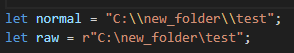 let normal = "C:\\new_folder\\test";
let raw = r"C:\new_folder\test";